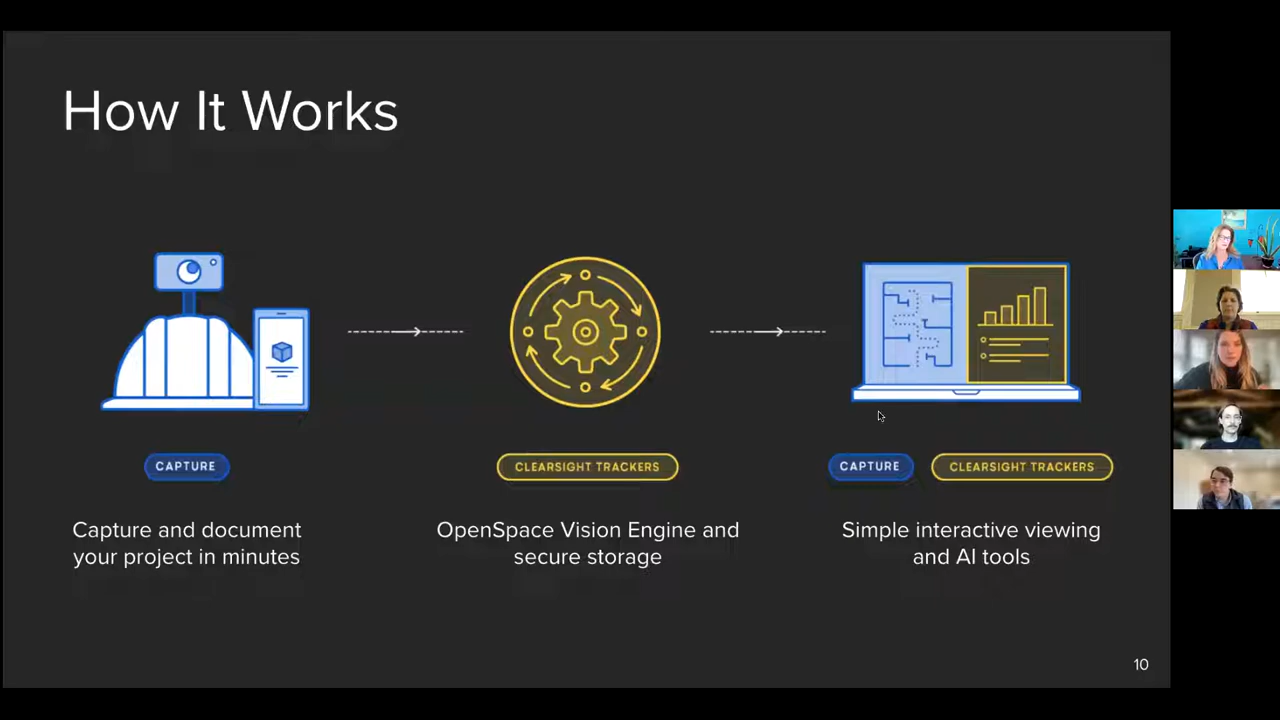 How It Works
CAPTURE
CLEARSIGHT TRACKERS
CAPTURE
CLEARSIGHT TRACKERS
Capture and document
your project in minutes
OpenSpace Vision Engine and
secure storage
Simple interactive viewing
and AI tools
10